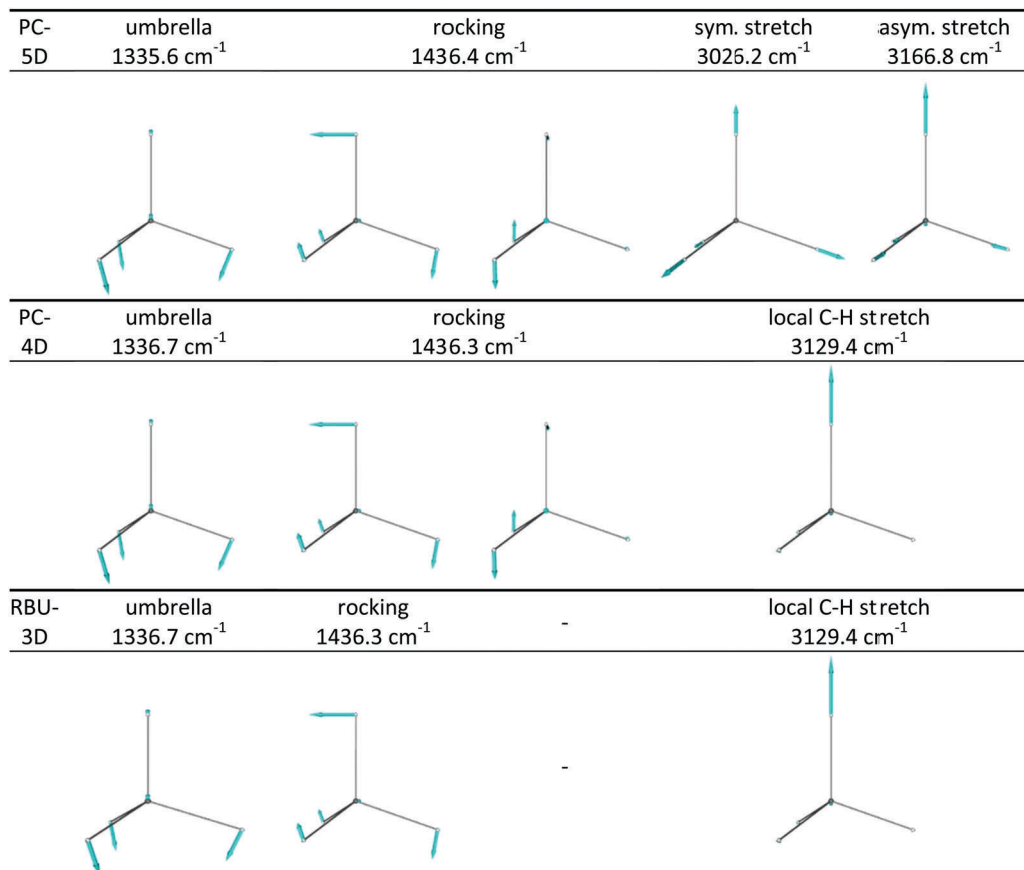 PC- umbrella rocking sym. stretch asym. stretch
5D 1335.6 cm⁻¹ 1436.4 cm⁻¹ 3026.2 cm⁻¹ 3166.8 cm⁻¹
PC- umbrella rocking local C-H stretch
4D 1336.7 cm⁻¹ 1436.3 cm⁻¹ 3129.4 cm⁻¹
RBU- umbrella rocking - local C-H stretch
3D 1336.7 cm⁻¹ 1436.3 cm⁻¹ 3129.4 cm⁻¹
-